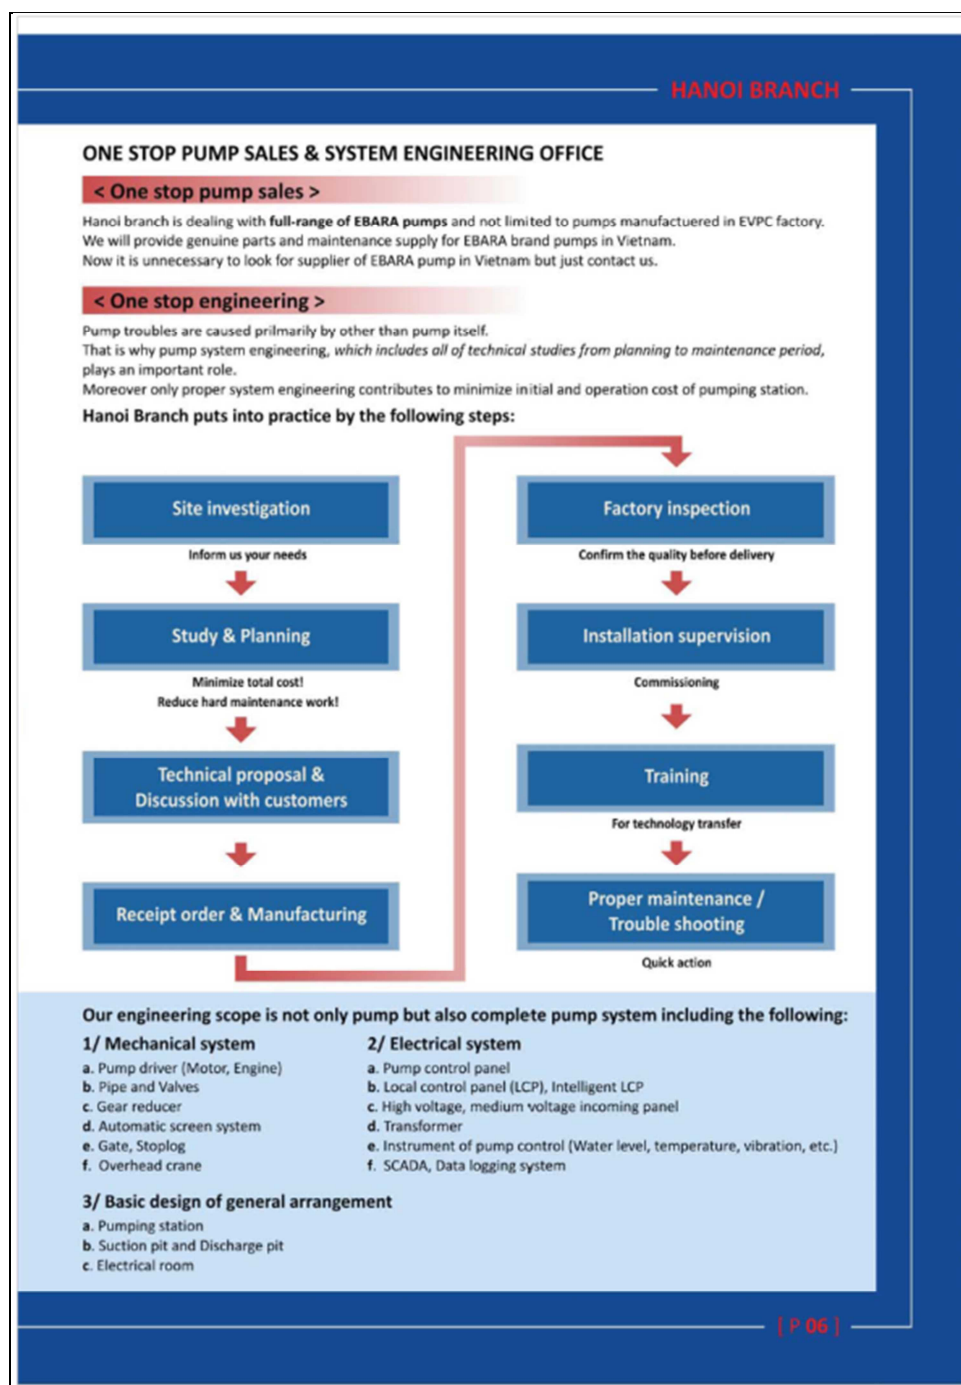 HANOI BRANCH
ONE STOP PUMP SALES & SYSTEM ENGINEERING OFFICE
< One stop pump sales >
Hanoi branch is dealing with full-range of EBARA pumps and not limited to pumps manufactuered in EVPC factory.
We will provide genuine parts and maintenance supply for EBARA brand pumps in Vietnam.
Now it is unnecessary to look for supplier of EBARA pump in Vietnam but just contact us.
< One stop engineering >
Pump troubles are caused prilmarily by other than pump itself.
That is why pump system engineering, which includes all of technical studies from planning to maintenance period,
plays an important role.
Moreover only proper system engineering contributes to minimize initial and operation cost of pumping station.
Hanoi Branch puts into practice by the following steps:
Site investigation
Inform us your needs
Study & Planning
Minimize total cost!
Reduce hard maintenance work!
Technical proposal &
Discussion with customers
Receipt order & Manufacturing
Factory inspection
Confirm the quality before delivery
Installation supervision
Commissioning
Training
For technology transfer
Proper maintenance /
Trouble shooting
Quick action
Our engineering scope is not only pump but also complete pump system including the following:
1/ Mechanical system
a. Pump driver (Motor, Engine)
b. Pipe and Valves
c. Gear reducer
d. Automatic screen system
e. Gate, Stoplog
f. Overhead crane
2/ Electrical system
a. Pump control panel
b. Local control panel (LCP), Intelligent LCP
c. High voltage, medium voltage incoming panel
d. Transformer
e. Instrument of pump control (Water level, temperature, vibration, etc.)
f. SCADA, Data logging system
3/ Basic design of general arrangement
a. Pumping station
b. Suction pit and Discharge pit
c. Electrical room
[ P 06 ]